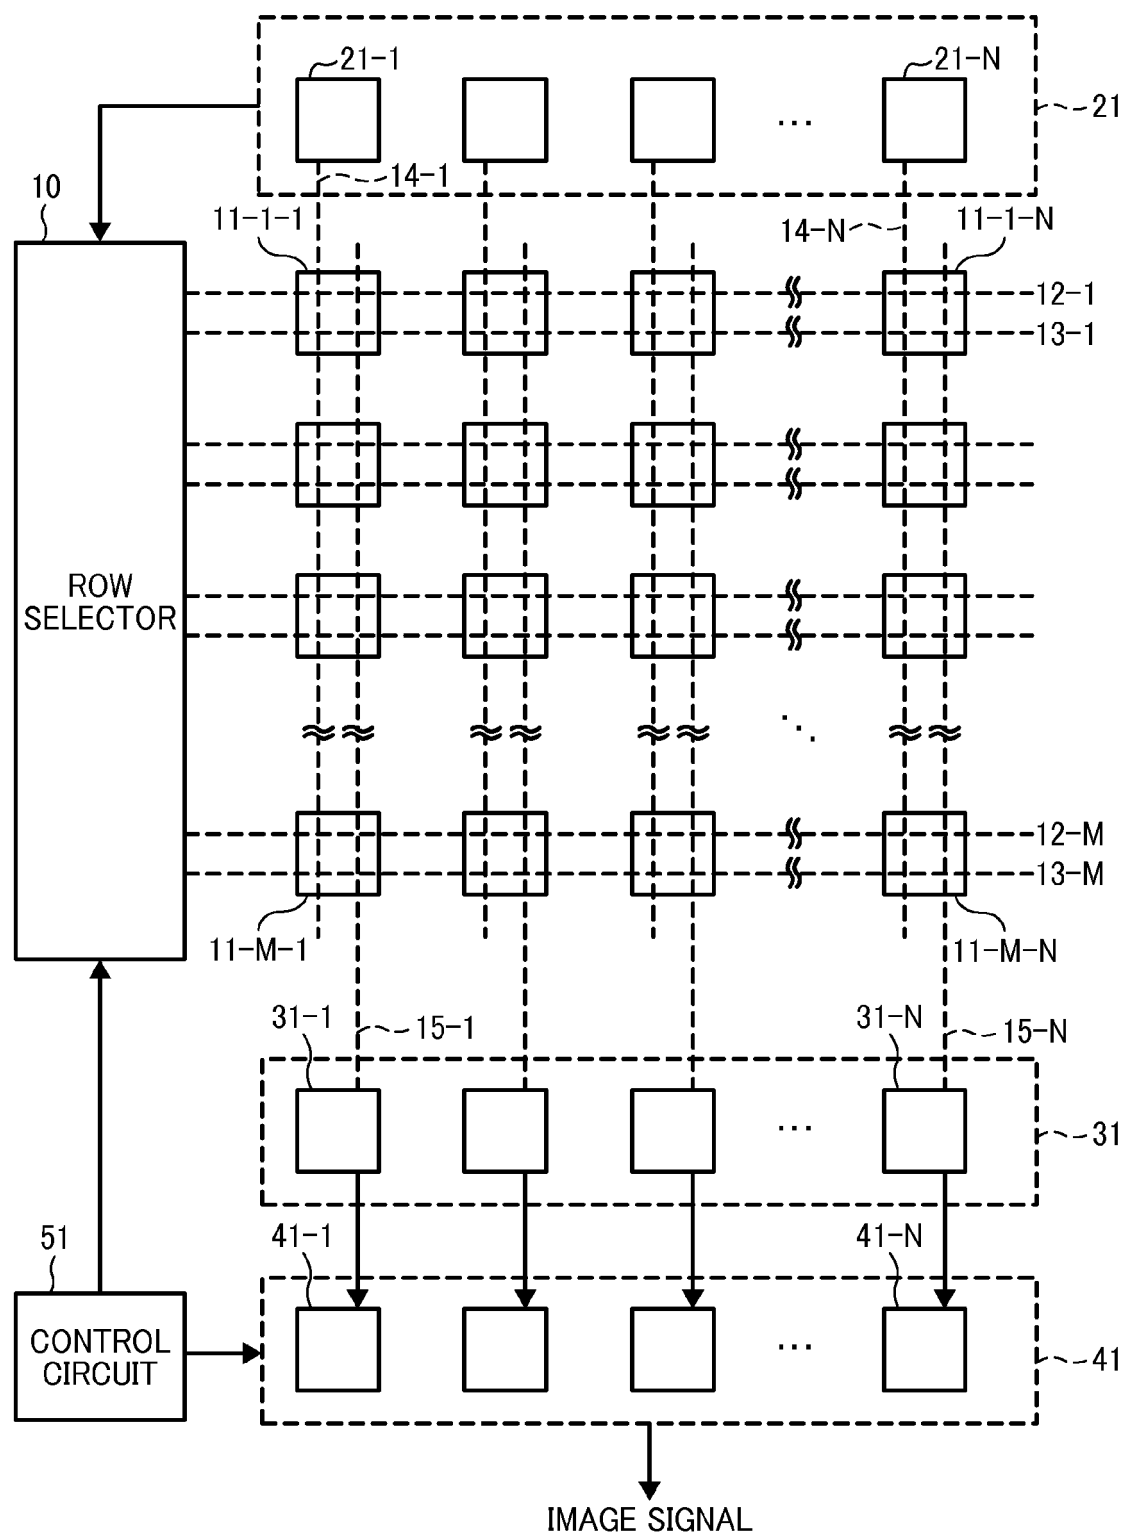 21-1
21-N
21
14-1
10
11-1-1
14-N
11-1-N
12-1
13-1
ROW
SELECTOR
12-M
13-M
11-M-1
11-M-N
31-1
15-1
31-N
15-N
31
51
41-1
41-N
CONTROL
CIRCUIT
41
IMAGE SIGNAL